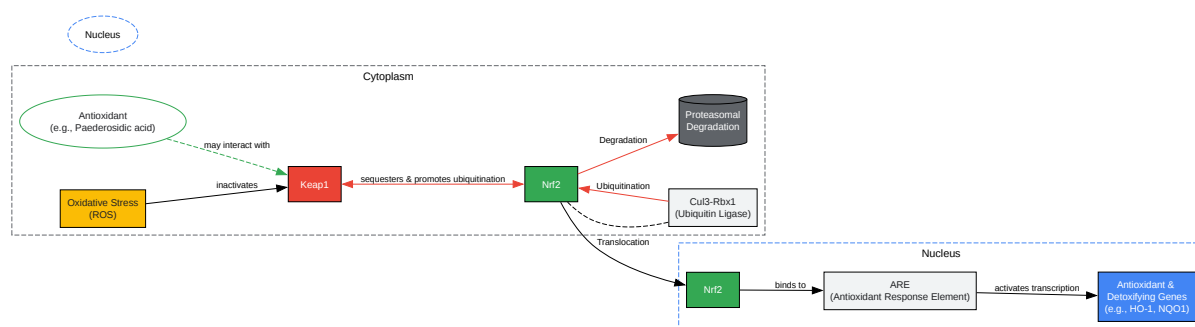 Nucleus
Cytoplasm
Antioxidant
(e.g., Paederosidic acid)
may interact with
Oxidative Stress
(ROS)
inactivates
Keap1
sequesters & promotes ubiquitination
Nrf2
Degradation
Proteasomal
Degradation
Ubiquitination
Cul3-Rbx1
(Ubiquitin Ligase)
Translocation
Nucleus
Nrf2
binds to
ARE
(Antioxidant Response Element)
activates transcription
Antioxidant &
Detoxifying Genes
(e.g., HO-1, NQO1)